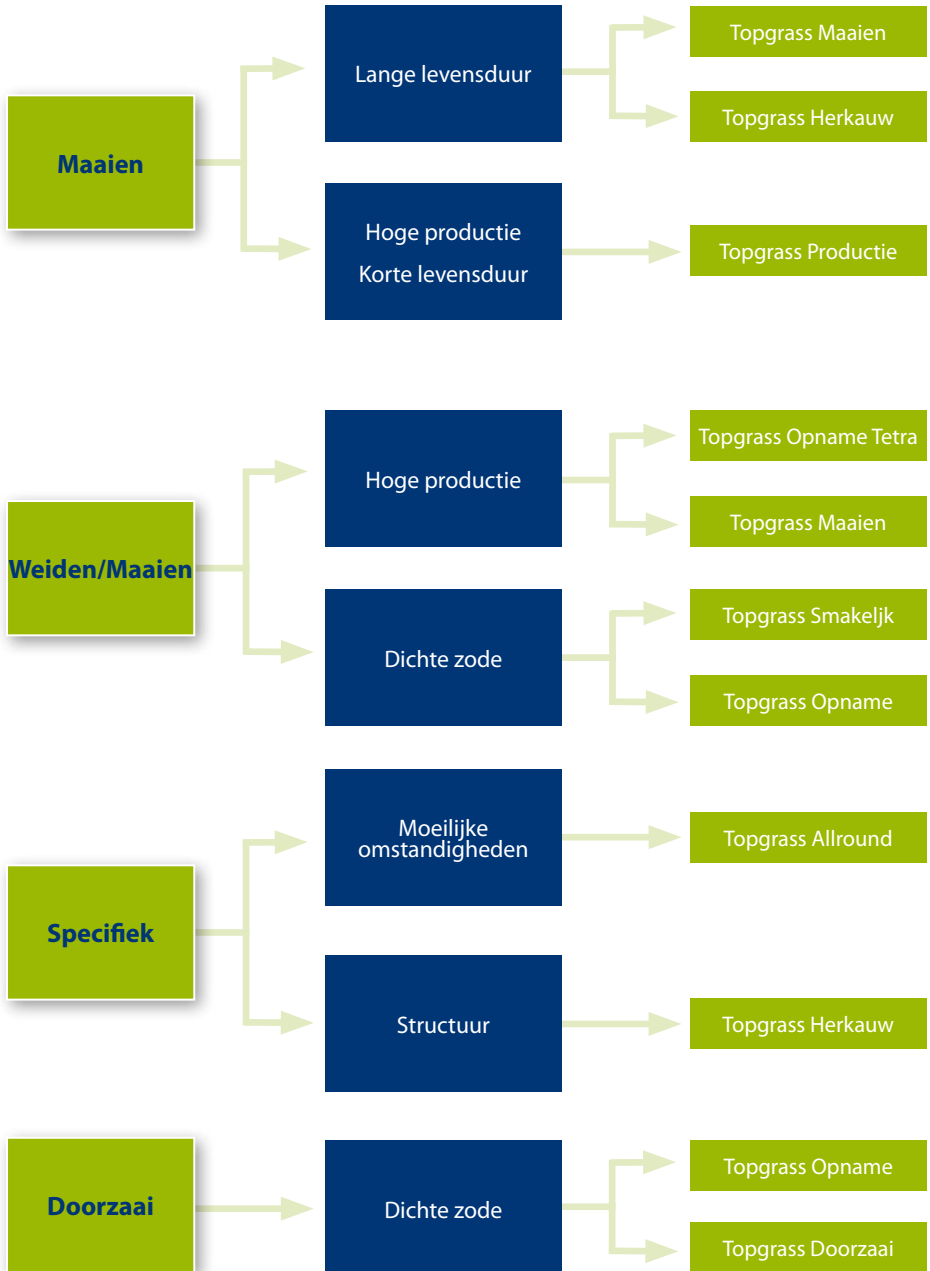 Maaien
Lange levensduur
Topgrass Maaien
Topgrass Herkauw
Hoge productie
Korte levensduur
Topgrass Productie
Weiden/Maaien
Hoge productie
Topgrass Opname Tetra
Topgrass Maaien
Dichte zode
Topgrass Smakeljk
Topgrass Opname
Specifiek
Moeilijke
omstandigheden
Topgrass Allround
Structuur
Topgrass Herkauw
Doorzaai
Dichte zode
Topgrass Opname
Topgrass Doorzaai